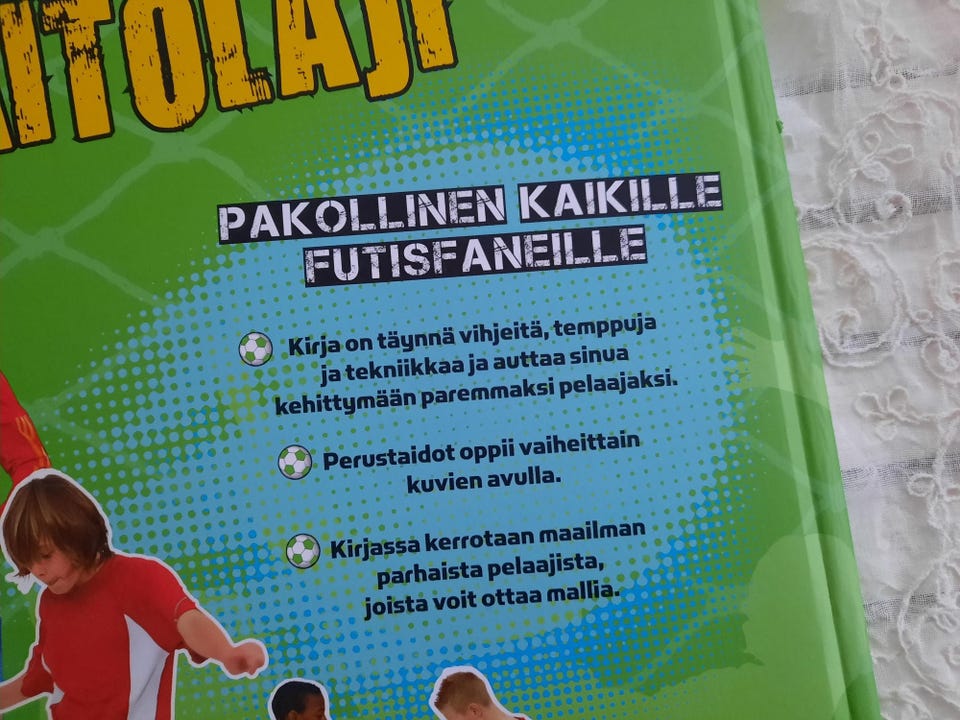 ITOLAJI
PAKOLLINEN KAIKILLE
FUTISFANEILLE
Kirja on täynnä vihjeitä, temppuja
ja tekniikkaa ja auttaa sinua
kehittymään paremmaksi pelaajaksi.
Perustaidot oppii vaiheittain
kuvien avulla.
Kirjassa kerrotaan maailman
parhaista pelaajista,
joista voit ottaa mallia.